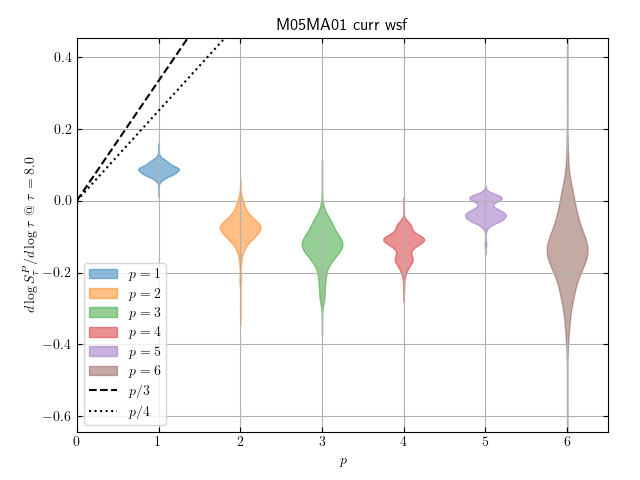 M05MA01 curr wsf
d log S_τ^P / d log τ @ τ = 8.0
0.4
0.2
0.0
−0.2
−0.4
−0.6
p = 1
p = 2
p = 3
p = 4
p = 5
p = 6
p/3
p/4
0 1 2 3 4 5 6
p